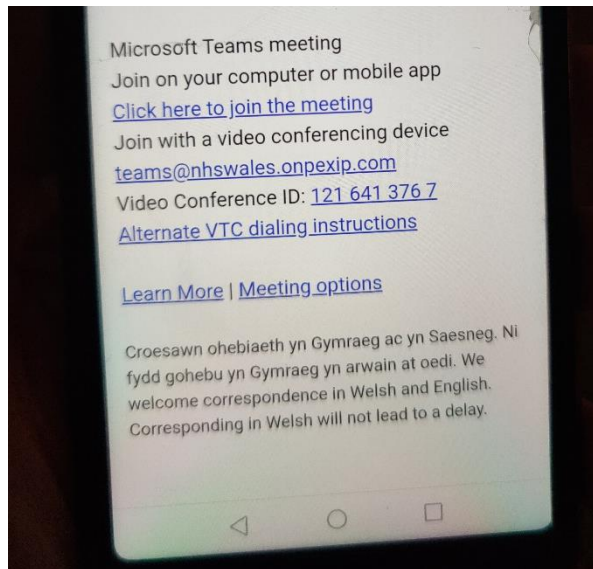 Microsoft Teams meeting
Join on your computer or mobile app
Click here to join the meeting
Join with a video conferencing device
teams@nhswales.onpexip.com
Video Conference ID: 121 641 376 7
Alternate VTC dialing instructions
Learn More | Meeting options
Croesawn ohebiaeth yn Gymraeg ac yn Saesneg. Ni
fydd gohebu yn Gymraeg yn arwain at oedi. We
welcome correspondence in Welsh and English.
Corresponding in Welsh will not lead to a delay.